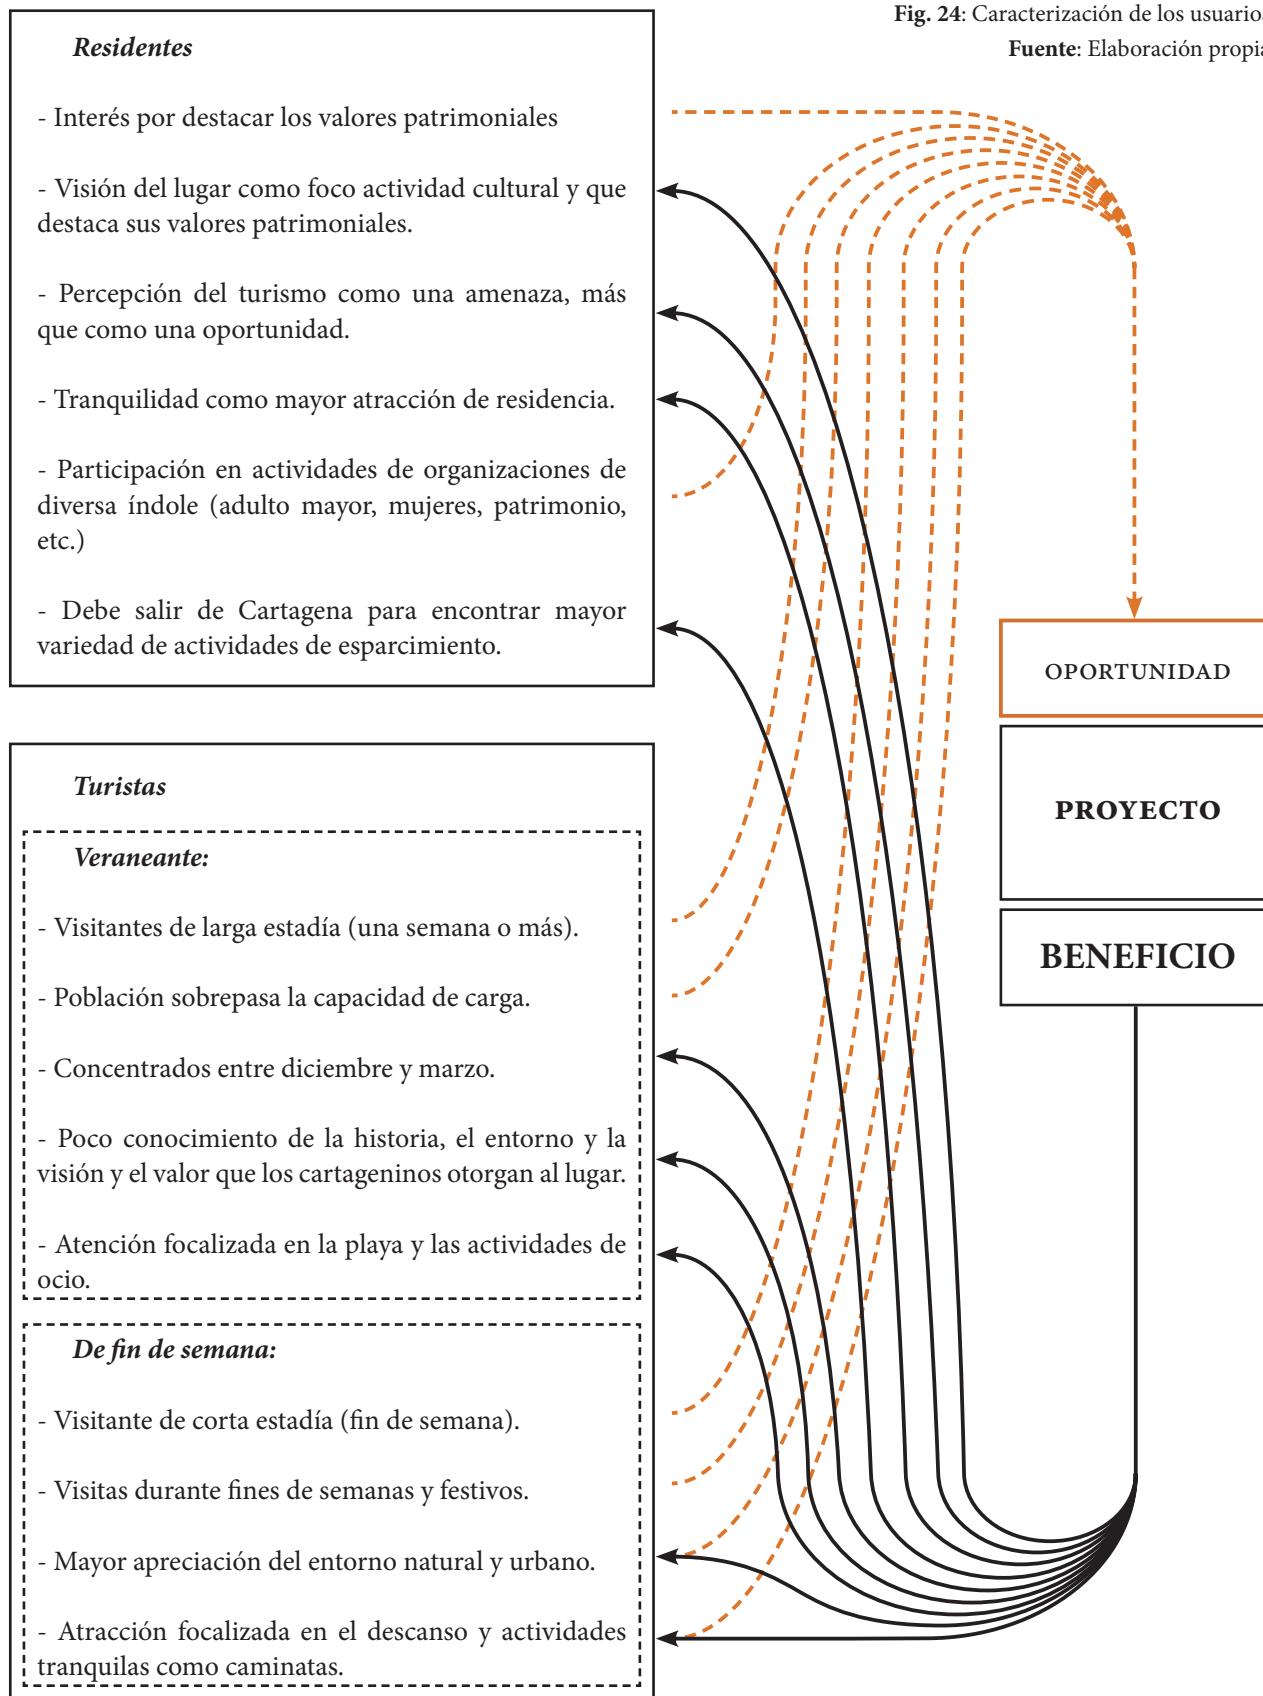 Fig. 24: Caracterización de los usuarios
Fuente: Elaboración propia
Residentes
- Interés por destacar los valores patrimoniales
- Visión del lugar como foco actividad cultural y que
destaca sus valores patrimoniales.
- Percepción del turismo como una amenaza, más
que como una oportunidad.
- Tranquilidad como mayor atracción de residencia.
- Participación en actividades de organizaciones de
diversa índole (adulto mayor, mujeres, patrimonio,
etc.)
- Debe salir de Cartagena para encontrar mayor
variedad de actividades de esparcimiento.
Turistas
Veraneante:
- Visitantes de larga estadía (una semana o más).
- Población sobrepasa la capacidad de carga.
- Concentrados entre diciembre y marzo.
- Poco conocimiento de la historia, el entorno y la
visión y el valor que los cartageninos otorgan al lugar.
- Atención focalizada en la playa y las actividades de
ocio.
De fin de semana:
- Visitante de corta estadía (fin de semana).
- Visitas durante fines de semanas y festivos.
- Mayor apreciación del entorno natural y urbano.
- Atracción focalizada en el descanso y actividades
tranquilas como caminatas.
OPORTUNIDAD
PROYECTO
BENEFICIO